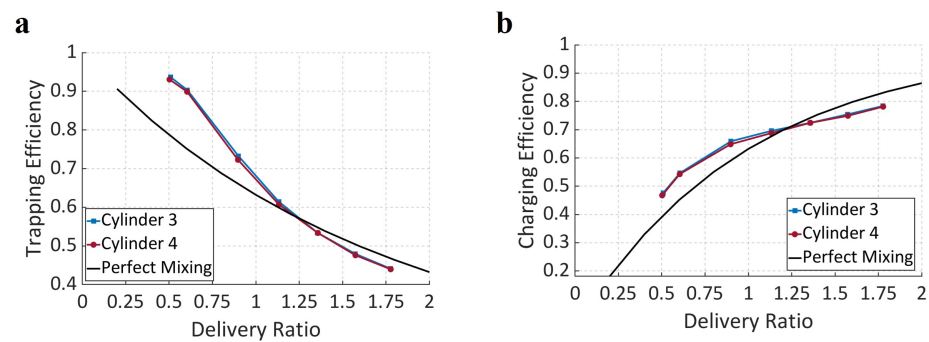 a
1
0.9
0.8
0.7
0.6
0.5
0.4
Trapping Efficiency
Cylinder 3
Cylinder 4
Perfect Mixing
0 0.25 0.5 0.75 1 1.25 1.5 1.75 2
Delivery Ratio
b
1
0.9
0.8
0.7
0.6
0.5
0.4
0.3
0.2
Charging Efficiency
Cylinder 3
Cylinder 4
Perfect Mixing
0 0.25 0.5 0.75 1 1.25 1.5 1.75 2
Delivery Ratio